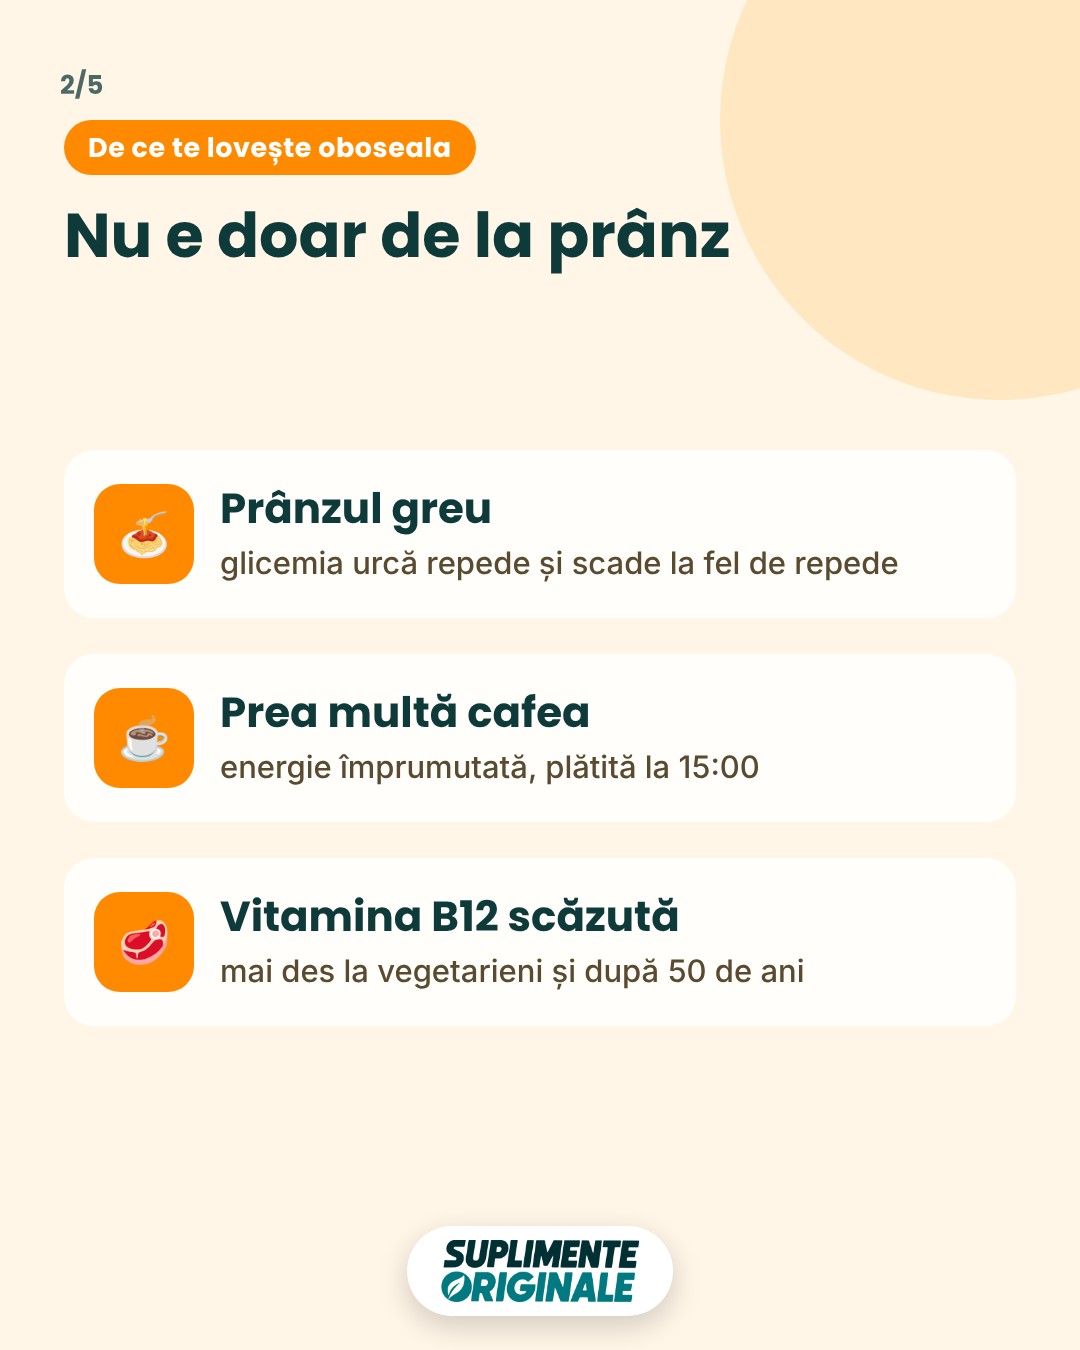 2/5
De ce te lovește oboseala
Nu e doar de la prânz
Prânzul greu
glicemia urcă repede și scade la fel de repede
Prea multă cafea
energie împrumutată, plătită la 15:00
Vitamina B12 scăzută
mai des la vegetarieni și după 50 de ani
SUPLIMENTE
ORIGINALE